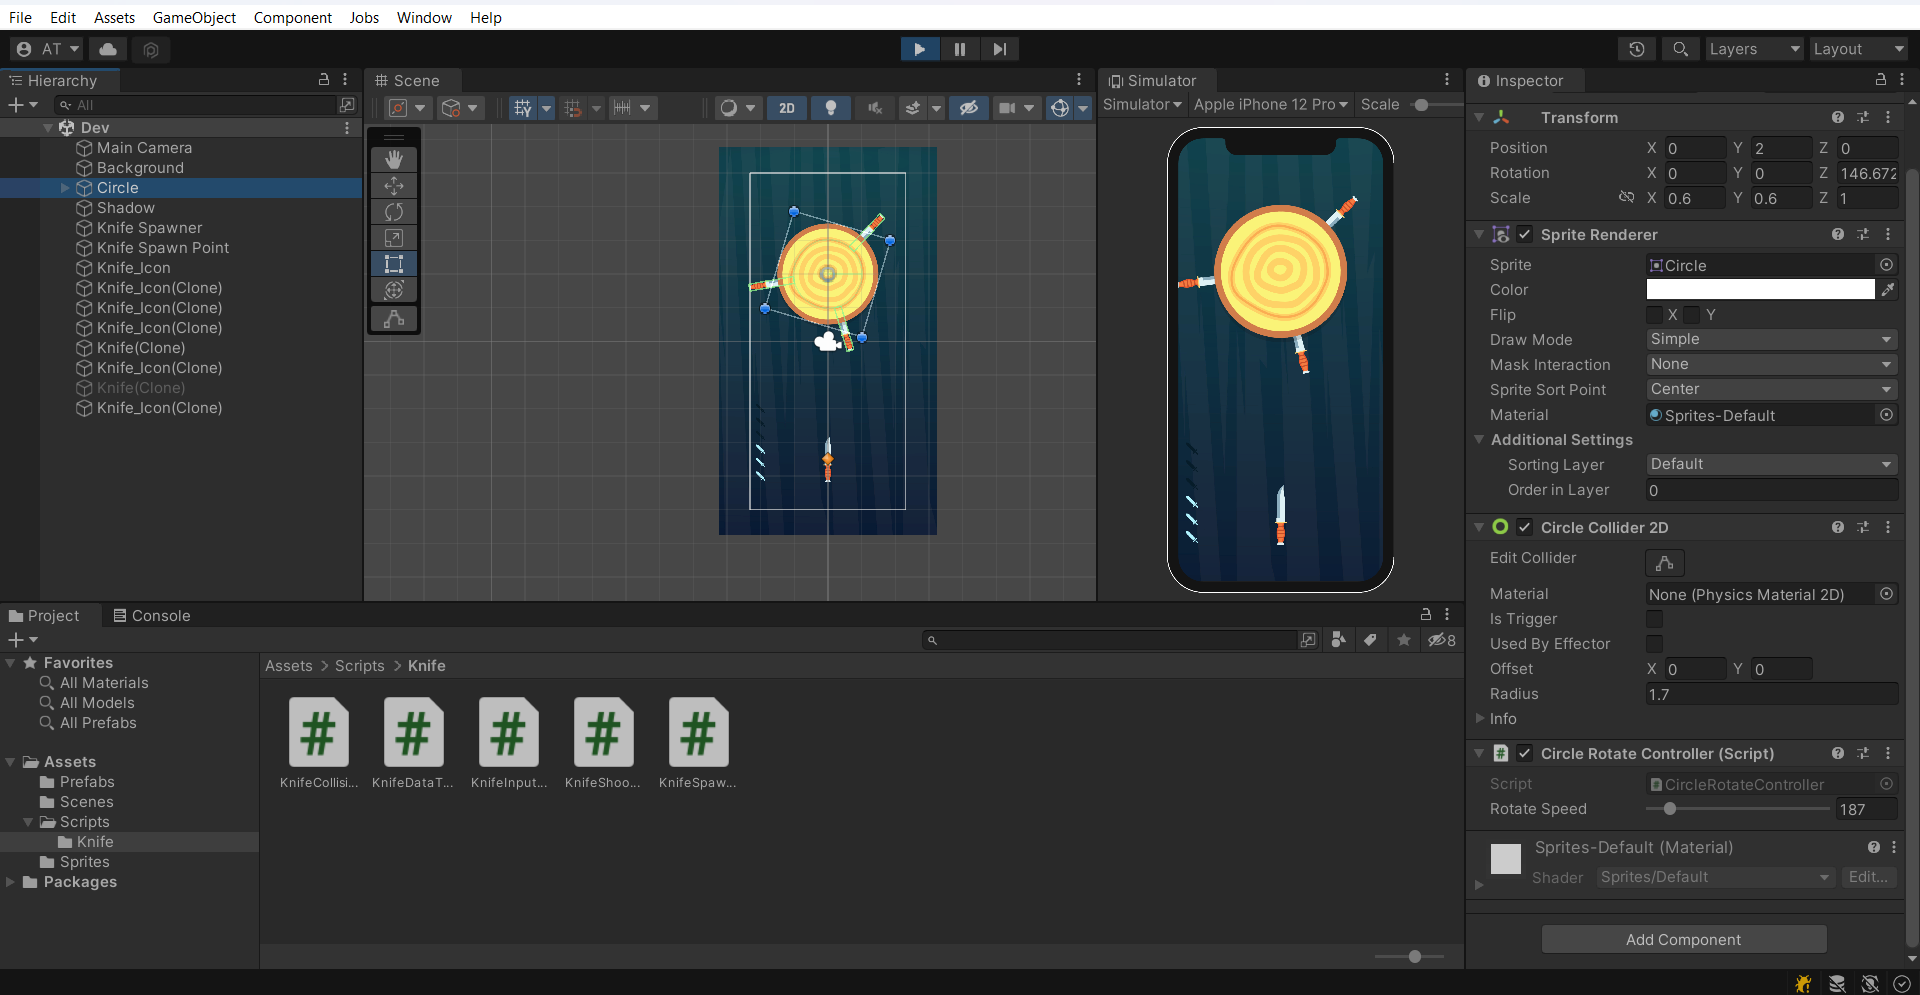 File Edit Assets GameObject Component Jobs Window Help
AT
Layers
Layout
Hierarchy
All
Dev
Main Camera
Background
Circle
Shadow
Knife Spawner
Knife Spawn Point
Knife_Icon
Knife_Icon(Clone)
Knife_Icon(Clone)
Knife_Icon(Clone)
Knife(Clone)
Knife_Icon(Clone)
Knife(Clone)
Knife_Icon(Clone)
Scene
2D
Simulator
Simulator Apple iPhone 12 Pro Scale
Inspector
Transform
Position X 0 Y 2 Z 0
Rotation X 0 Y 0 Z 146.672
Scale X 0.6 Y 0.6 Z 1
Sprite Renderer
Sprite Circle
Color
Flip X Y
Draw Mode Simple
Mask Interaction None
Sprite Sort Point Center
Material Sprites-Default
Additional Settings
Sorting Layer Default
Order in Layer 0
Circle Collider 2D
Edit Collider
Material None (Physics Material 2D)
Is Trigger
Used By Effector
Offset X 0 Y 0
Radius 1.7
Info
Circle Rotate Controller (Script)
Script CircleRotateController
Rotate Speed 187
Sprites-Default (Material)
Shader Sprites/Default Edit...
Add Component
Project Console
8
Favorites
All Materials
All Models
All Prefabs
Assets
Prefabs
Scenes
Scripts
Knife
Sprites
Packages
Assets > Scripts > Knife
KnifeCollisi... KnifeDataT... KnifeInput... KnifeShoo... KnifeSpaw...